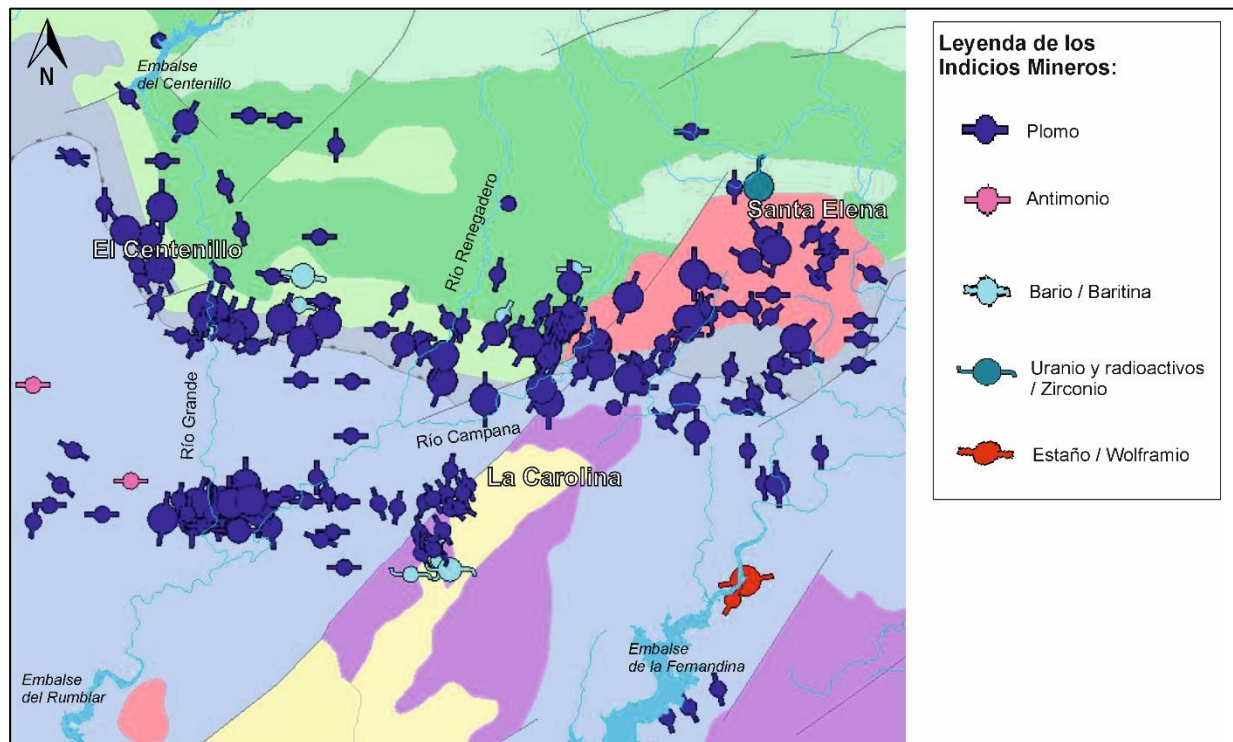 N
Embalse
del Centenillo
El Centenillo
Río Renegadero
Santa Elena
Río Grande
Río Campana
La Carolina
Embalse
del Rumblar
Embalse
de la Fernandina
Leyenda de los
Indicios Mineros:
Plomo
Antimonio
Bario / Baritina
Uranio y radioactivos
/ Zirconio
Estaño / Wolframio